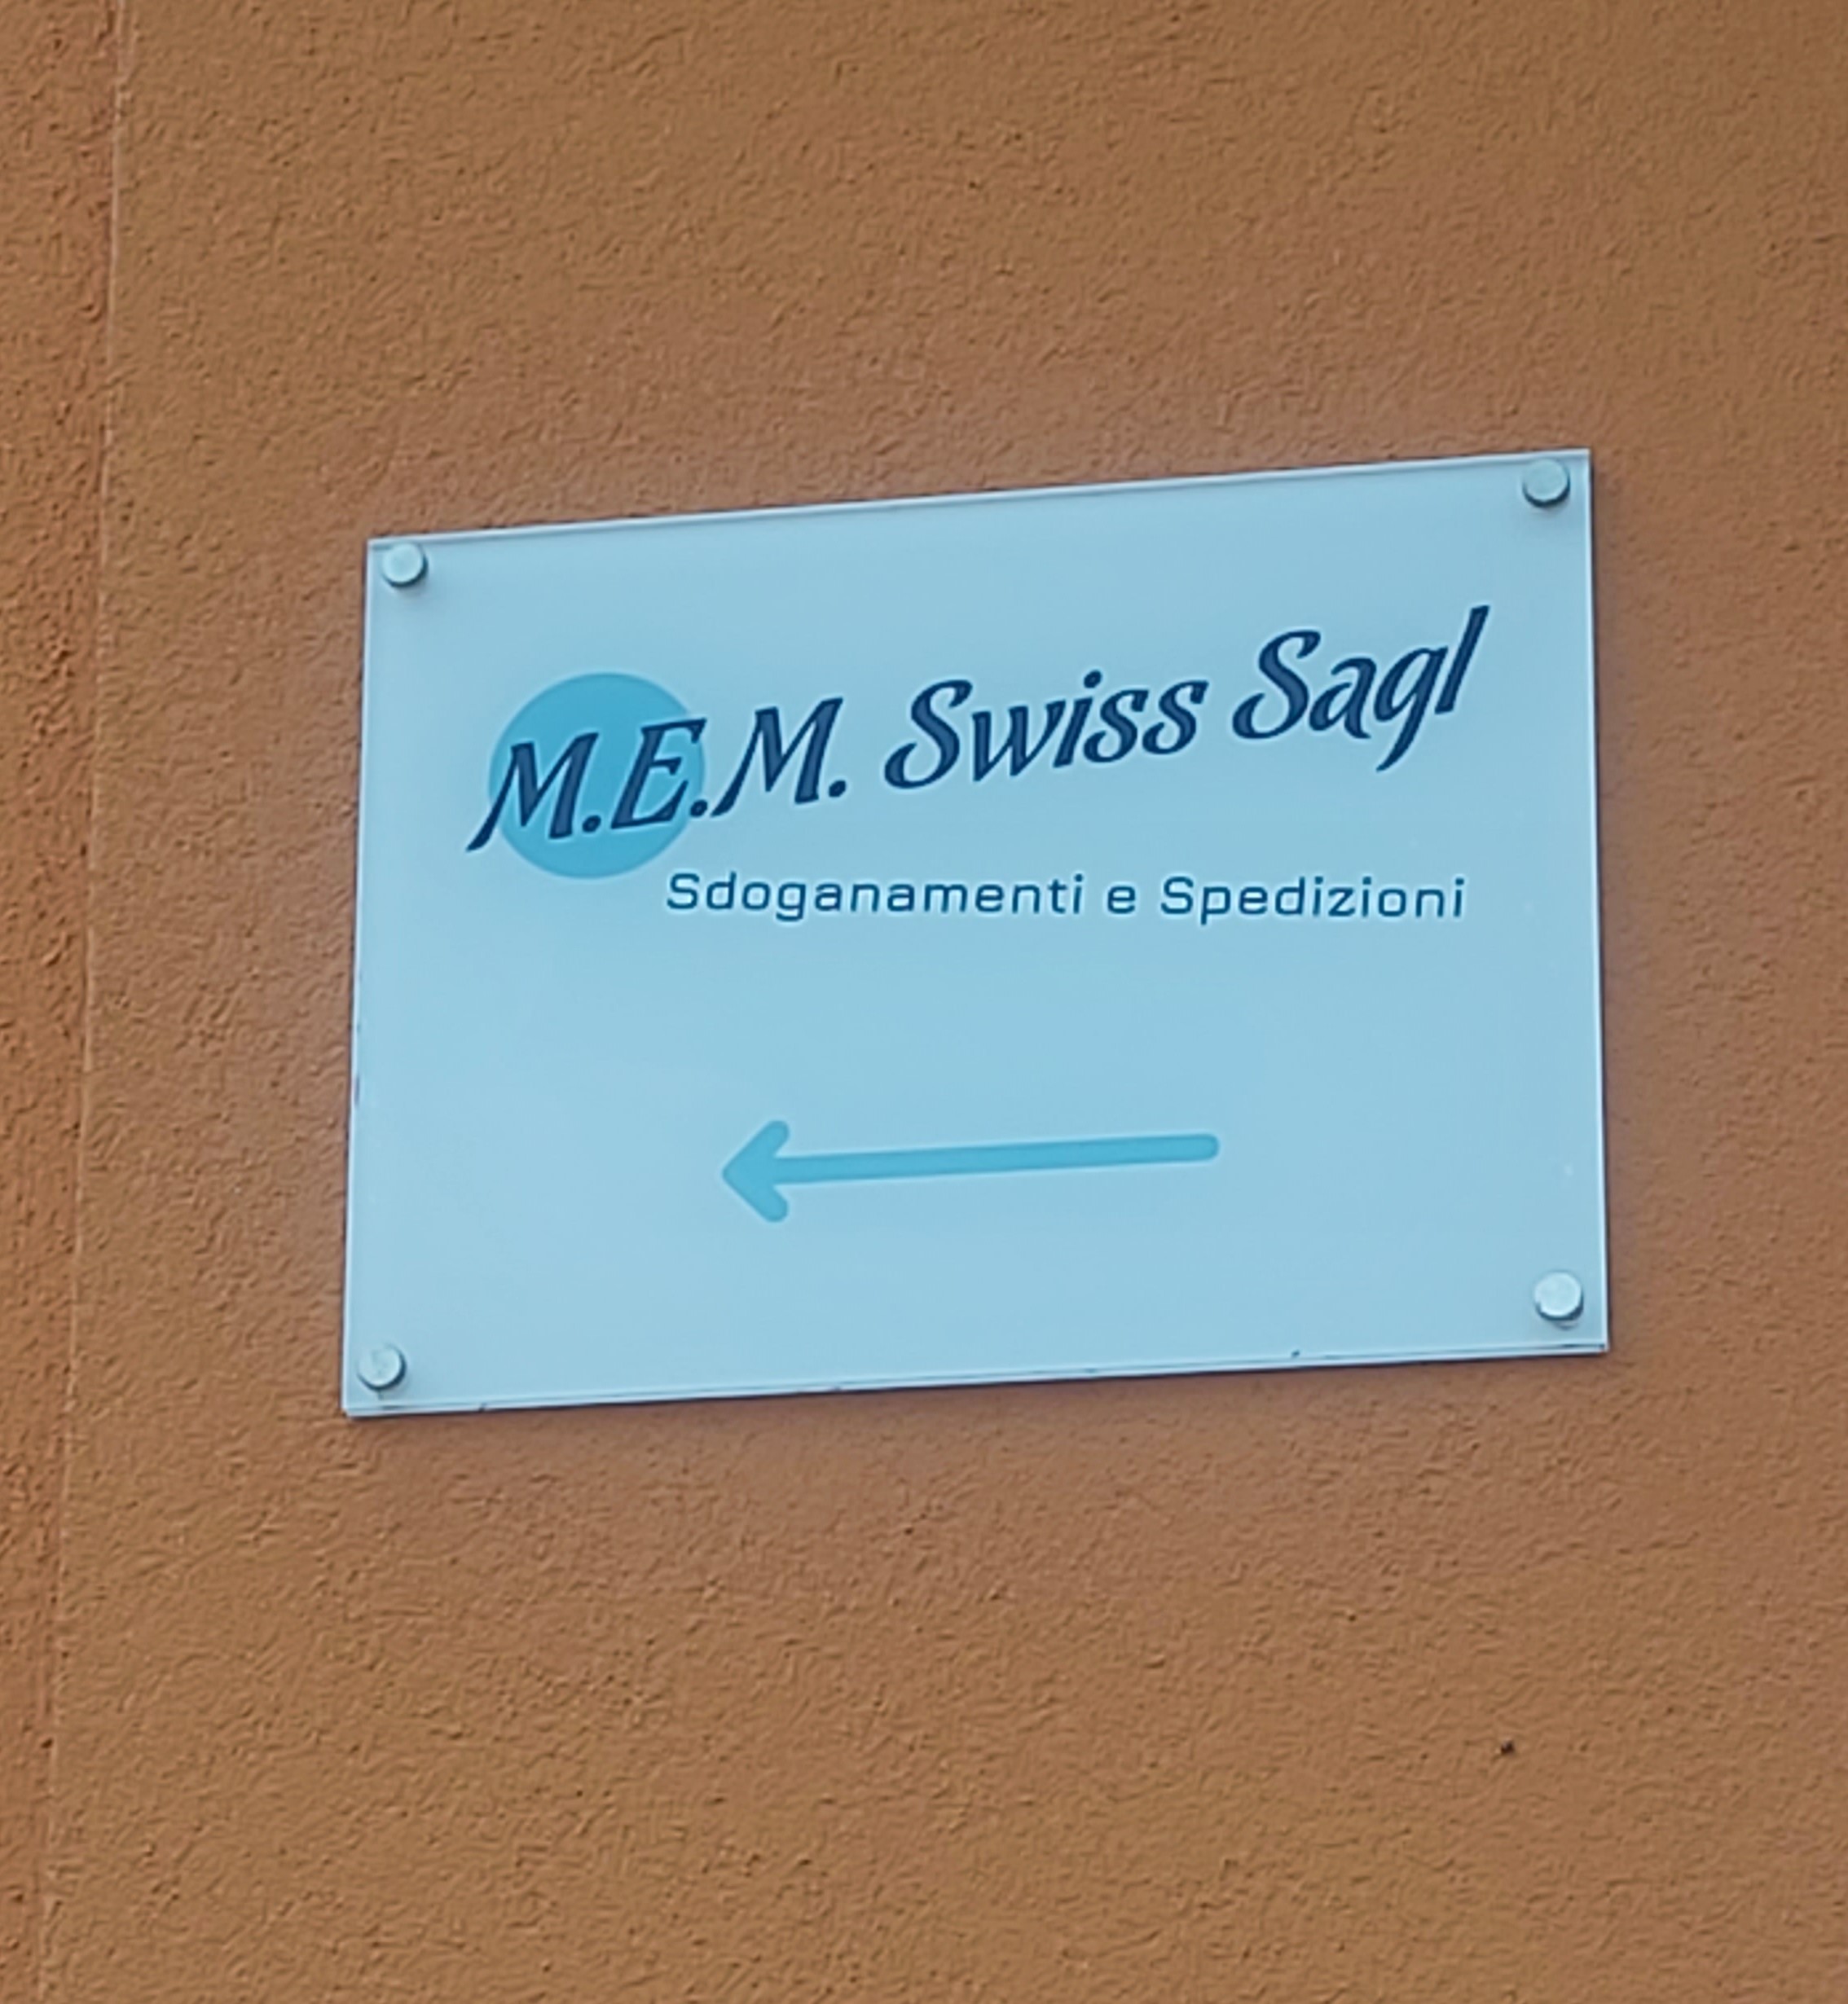 M.E.M. Swiss Sagl
Sdoganamenti e Spedizioni